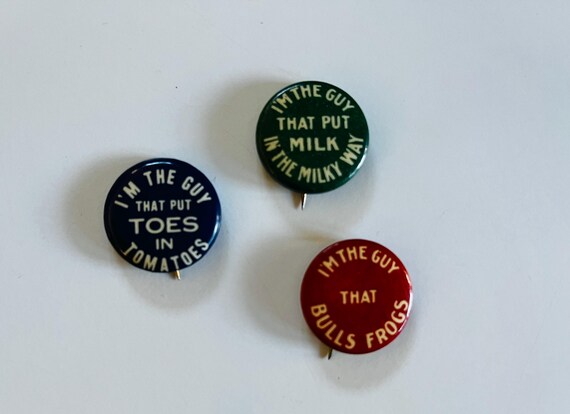 I'M THE GUY
THAT PUT
MILK
IN THE MILKY WAY
I'M THE GUY
THAT PUT
TOES
IN
TOMATOES
I'M THE GUY
THAT
BULLS FROGS